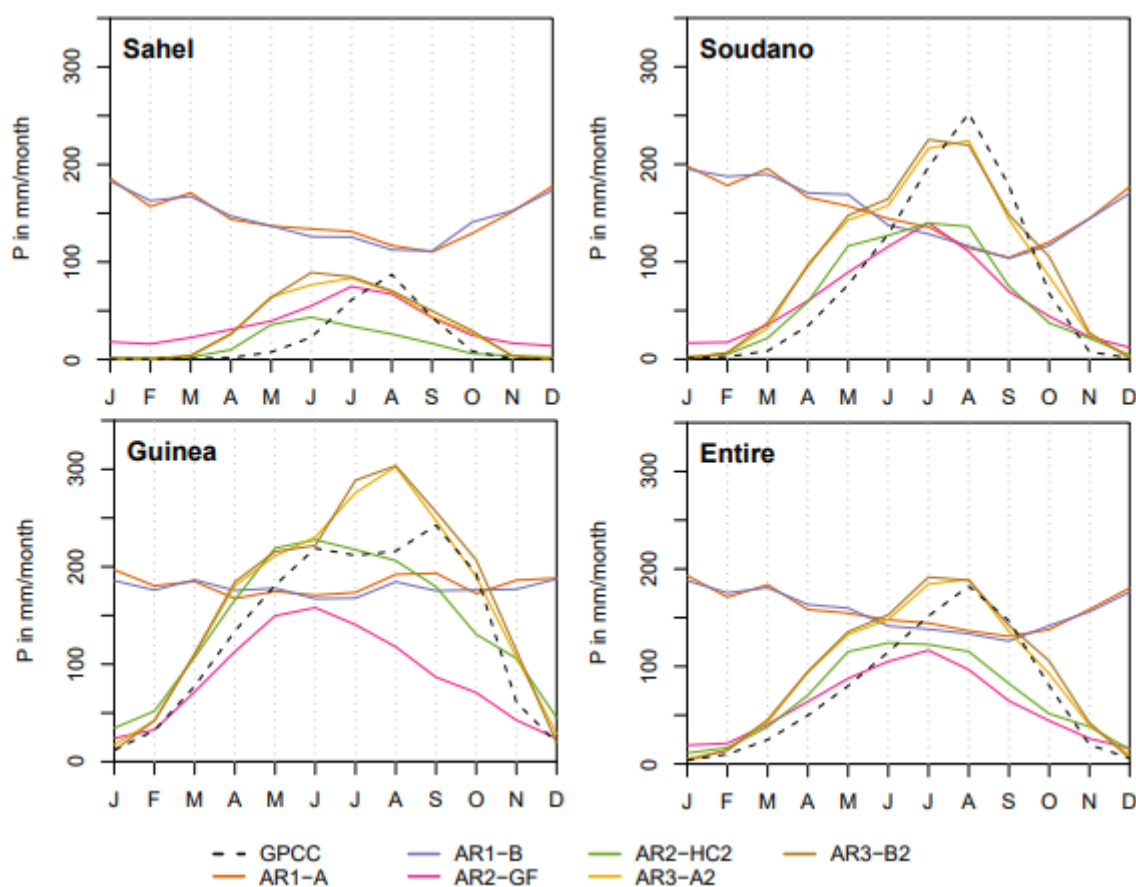 Sahel
P in mm/month
0 100 200 300
J F M A M J J A S O N D
Soudano
P in mm/month
0 100 200 300
J F M A M J J A S O N D
Guinea
P in mm/month
0 100 200 300
J F M A M J J A S O N D
Entire
P in mm/month
0 100 200 300
J F M A M J J A S O N D
GPCC AR1-B AR2-HC2 AR3-B2
AR1-A AR2-GF AR3-A2